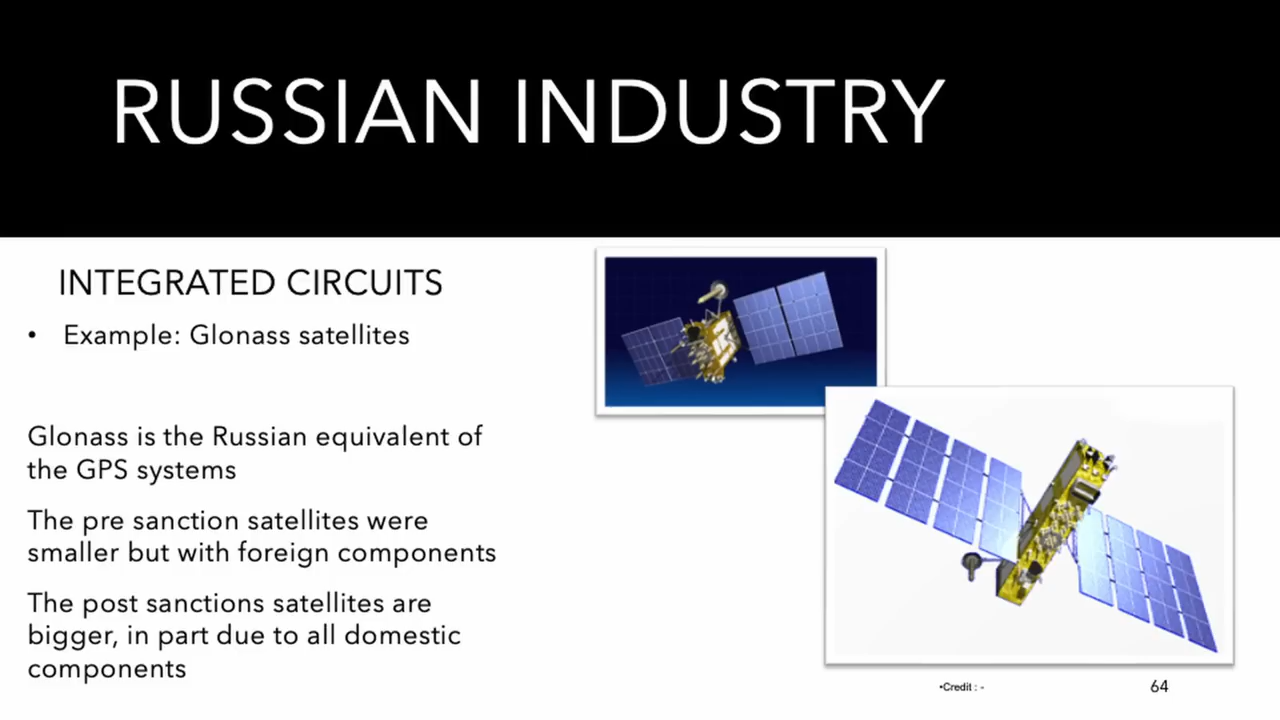 RUSSIAN INDUSTRY
INTEGRATED CIRCUITS
• Example: Glonass satellites
Glonass is the Russian equivalent of
the GPS systems
The pre sanction satellites were
smaller but with foreign components
The post sanctions satellites are
bigger, in part due to all domestic
components
•Credit : -
64